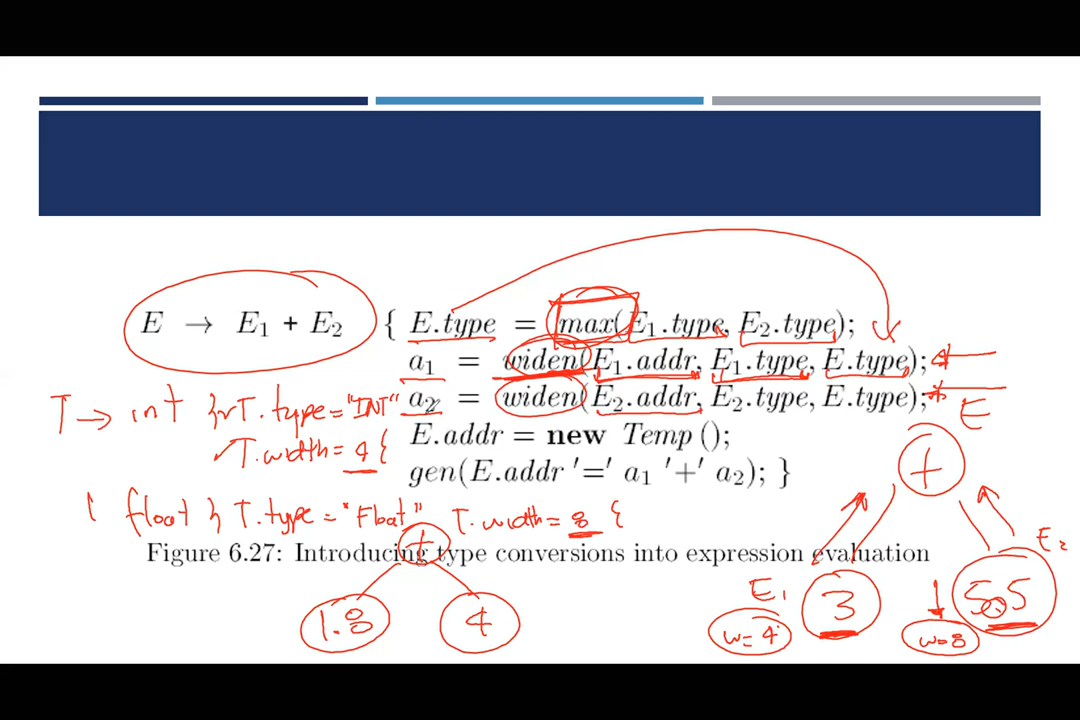 E → E₁ + E₂ { E.type = max(E₁.type, E₂.type);
a₁ = widen(E₁.addr, E₁.type, E.type);
a₂ = widen(E₂.addr, E₂.type, E.type);
E
T → int T.type = "INT"
E.addr = new Temp ();
T.width = 4 {
gen(E.addr '=' a₁ '+' a₂); }
+
float T.type = "Float" T.width = 8 {
+
Figure 6.27: Introducing type conversions into expression evaluation
E₂
E₁
1.8
4
3
5.5
w=4
w=8